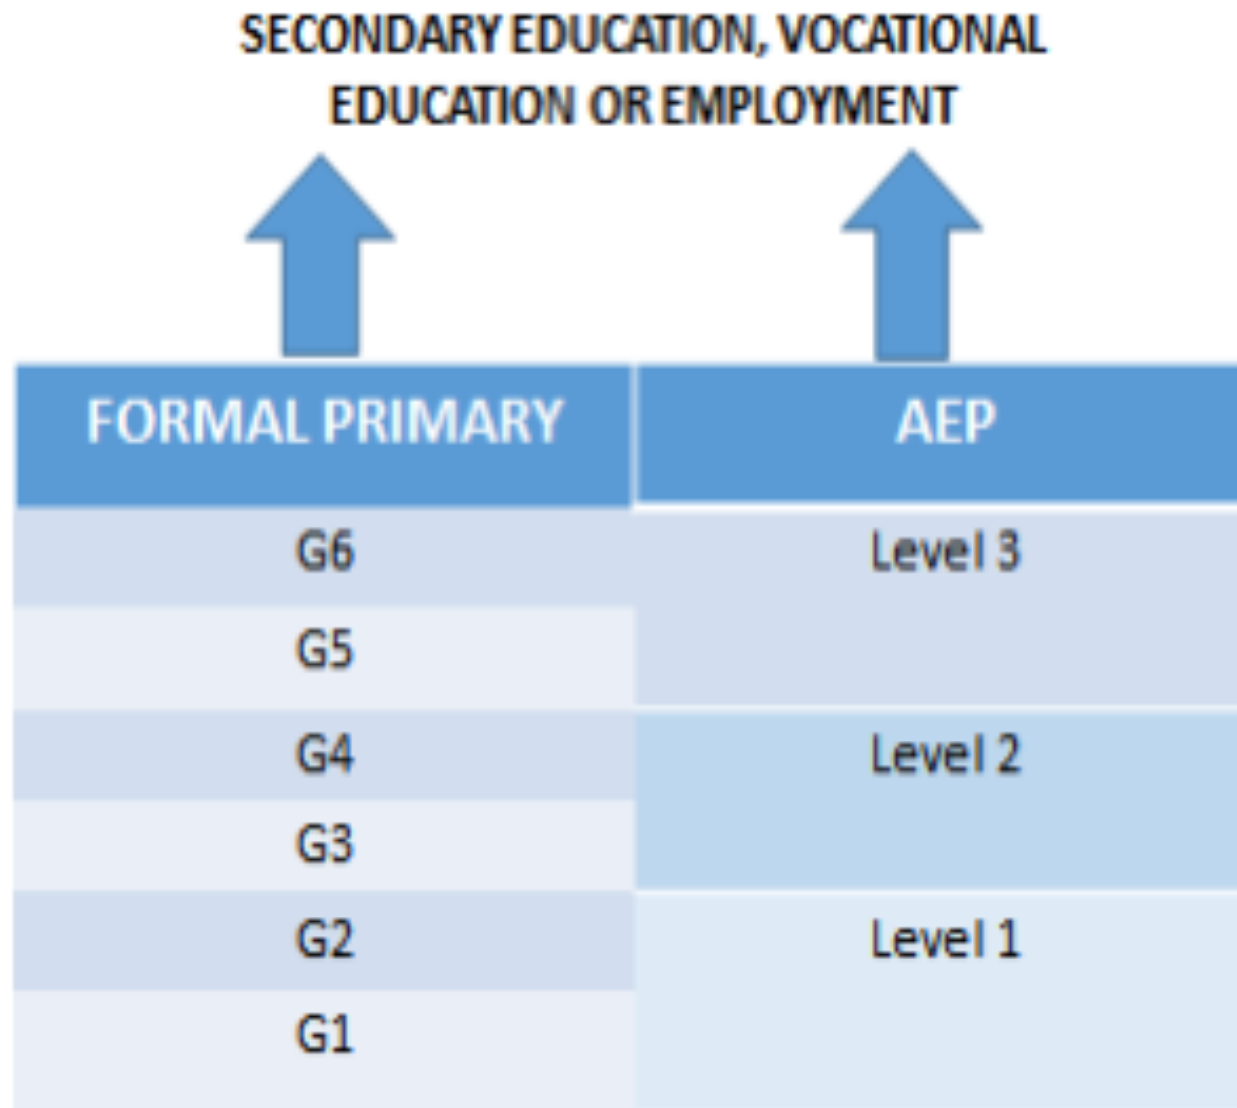 SECONDARY EDUCATION, VOCATIONAL
EDUCATION OR EMPLOYMENT
FORMAL PRIMARY AEP
G6 Level 3
G5
G4 Level 2
G3
G2 Level 1
G1